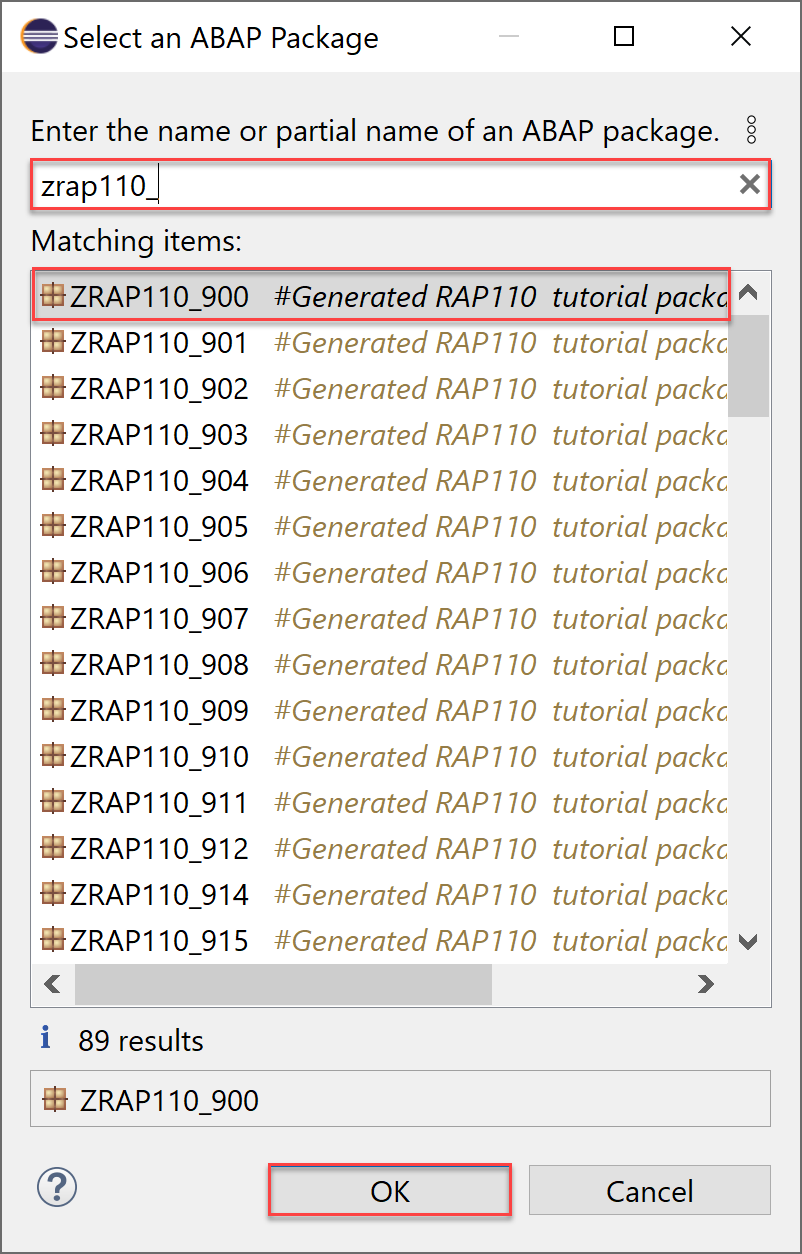 Select an ABAP Package
Enter the name or partial name of an ABAP package.
zrap110_
Matching items:
ZRAP110_900 #Generated RAP110 tutorial packa
ZRAP110_901 #Generated RAP110 tutorial packa
ZRAP110_902 #Generated RAP110 tutorial packa
ZRAP110_903 #Generated RAP110 tutorial packa
ZRAP110_904 #Generated RAP110 tutorial packa
ZRAP110_905 #Generated RAP110 tutorial packa
ZRAP110_906 #Generated RAP110 tutorial packa
ZRAP110_907 #Generated RAP110 tutorial packa
ZRAP110_908 #Generated RAP110 tutorial packa
ZRAP110_909 #Generated RAP110 tutorial packa
ZRAP110_910 #Generated RAP110 tutorial packa
ZRAP110_911 #Generated RAP110 tutorial packa
ZRAP110_912 #Generated RAP110 tutorial packa
ZRAP110_914 #Generated RAP110 tutorial packa
ZRAP110_915 #Generated RAP110 tutorial packa
89 results
ZRAP110_900
OK Cancel